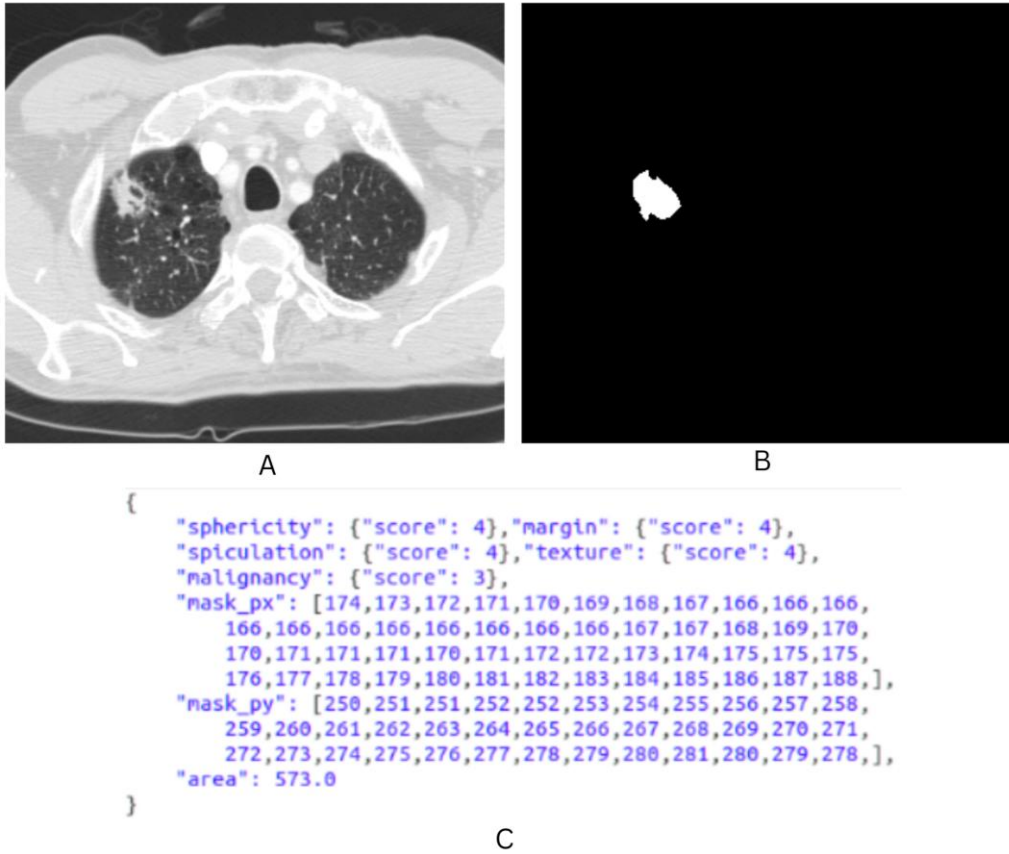 A
B
{
"sphericity": {"score": 4},"margin": {"score": 4},
"spiculation": {"score": 4},"texture": {"score": 4},
"malignancy": {"score": 3},
"mask_px": [174,173,172,171,170,169,168,167,166,166,166,
166,166,166,166,166,166,166,166,167,167,168,169,170,
170,171,171,171,170,171,172,172,173,174,175,175,175,
176,177,178,179,180,181,182,183,184,185,186,187,188,],
"mask_py": [250,251,251,252,252,253,254,255,256,257,258,
259,260,261,262,263,264,265,266,267,268,269,270,271,
272,273,274,275,276,277,278,279,280,281,280,279,278,],
"area": 573.0
}
C